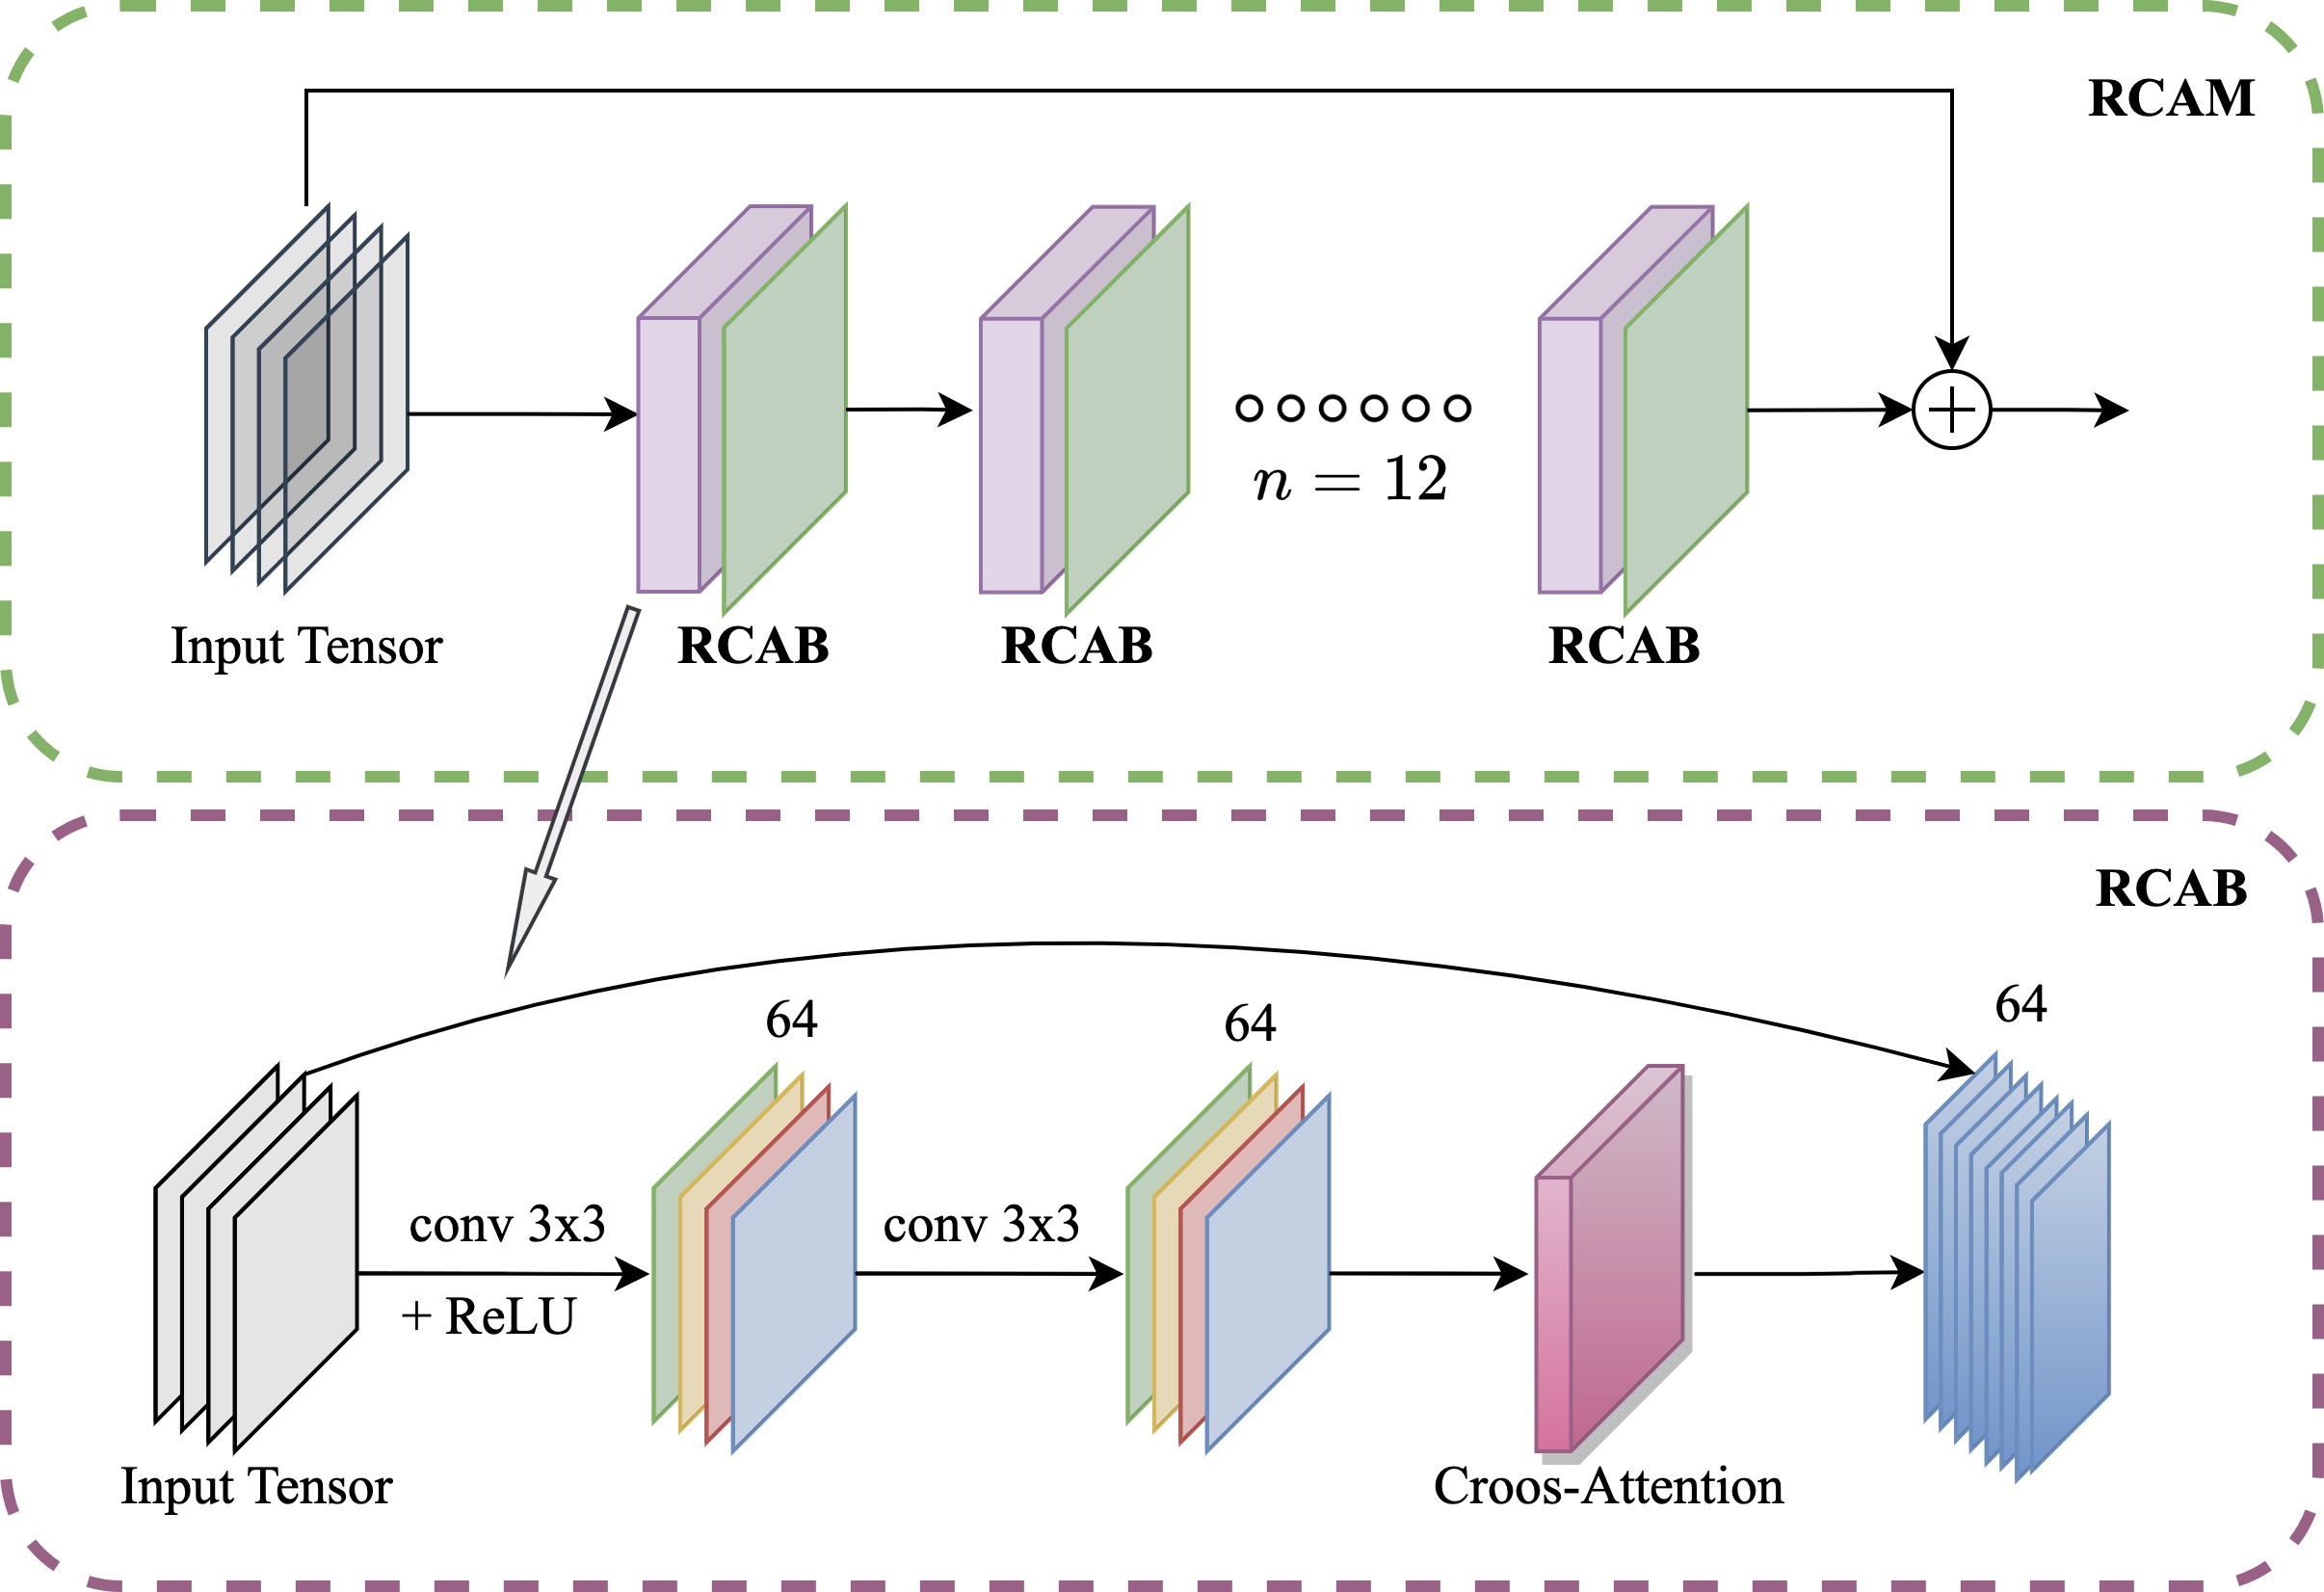 RCAM
n = 12
Input Tensor
RCAB
RCAB
RCAB
RCAB
64
64
64
conv 3x3
+ ReLU
conv 3x3
Input Tensor
Croos-Attention